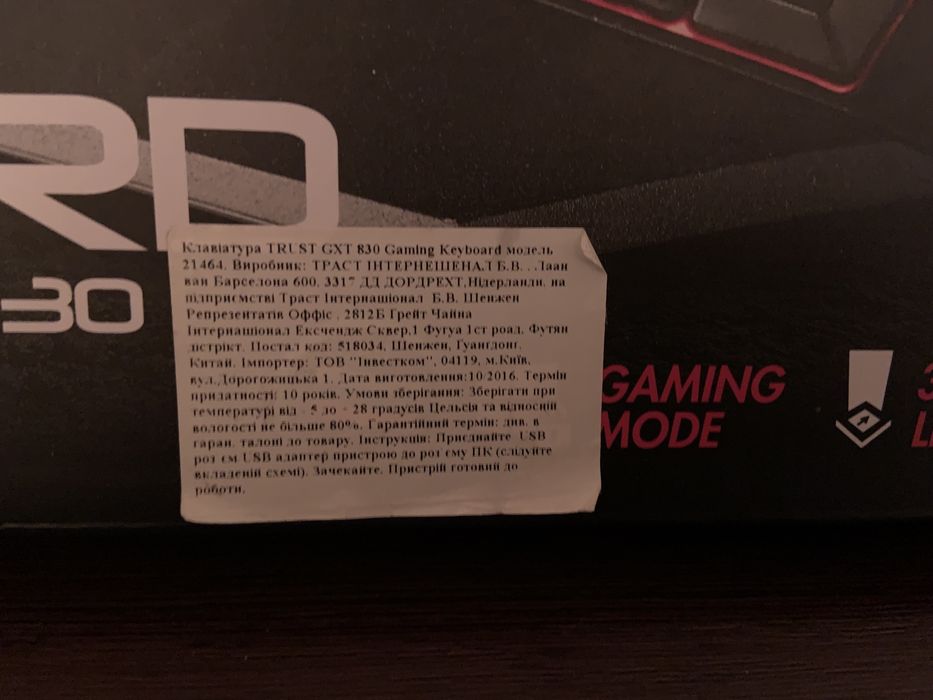 RD
30
Клавіатура TRUST GXT 830 Gaming Keyboard модель
21464. Виробник: ТРАСТ ІНТЕРНЕШЕНАЛ Б.В. , Лаан
ван Барселона 600, 3317 ДД ДОРДРЕХТ,Нідерланди, на
підприємстві Траст Інтернашіонал Б.В. Шенжен
Репрезентатів Оффіс , 2812Б Грейт Чайна
Інтернашіонал Ексчендж Сквер,1 Фугуа 1ст роад, Футян
дістрікт. Постал код: 518034, Шенжен, Гуангдонг,
Китай. Імпортер: ТОВ "Інвестком", 04119, м.Київ,
вул.Дорогожицька 1. Дата виготовлення:10/2016. Термін
придатності: 10 років. Умови зберігання: Зберігати при
температурі від - 5 до + 28 градусів Цельсія та відносній
вологості не більше 80%. Гарантійний термін: див. в
гаран. талоні до товару. Інструкція: Приєднайте USB
роз'єм USB адаптер пристрою до роз'єму ПК (слідуйте
вкладеній схемі). Зачекайте. Пристрій готовий до
роботи.
GAMING
MODE
3